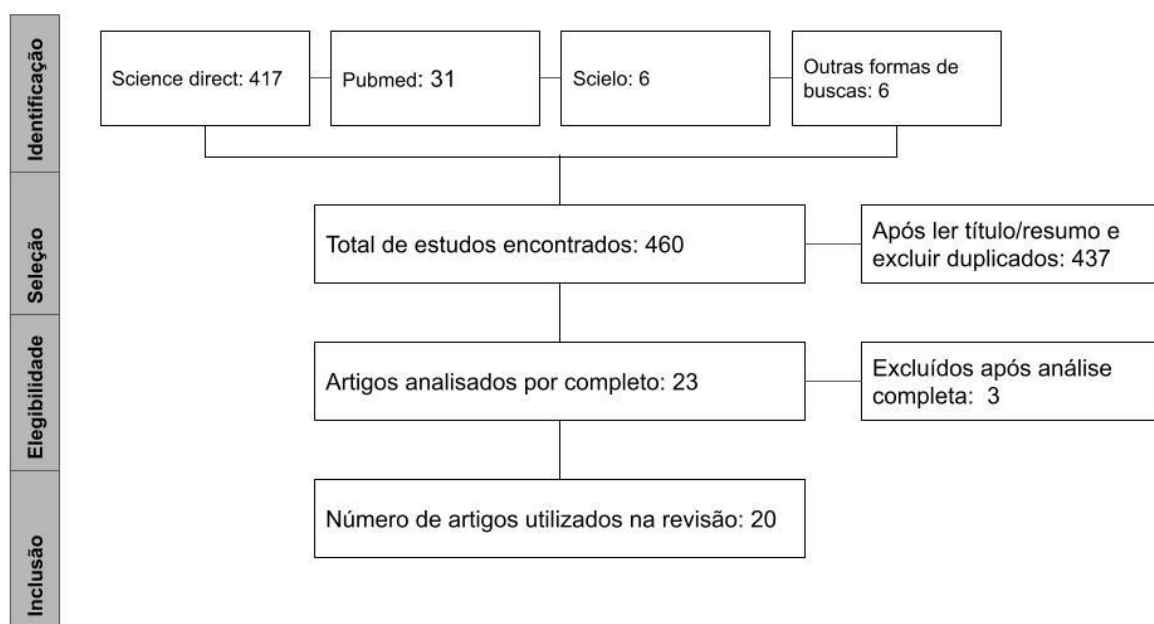 Identificação
Science direct: 417
Pubmed: 31
Scielo: 6
Outras formas de
buscas: 6
Seleção
Total de estudos encontrados: 460
Após ler título/resumo e
excluir duplicados: 437
Elegibilidade
Artigos analisados por completo: 23
Excluídos após análise
completa: 3
Inclusão
Número de artigos utilizados na revisão: 20